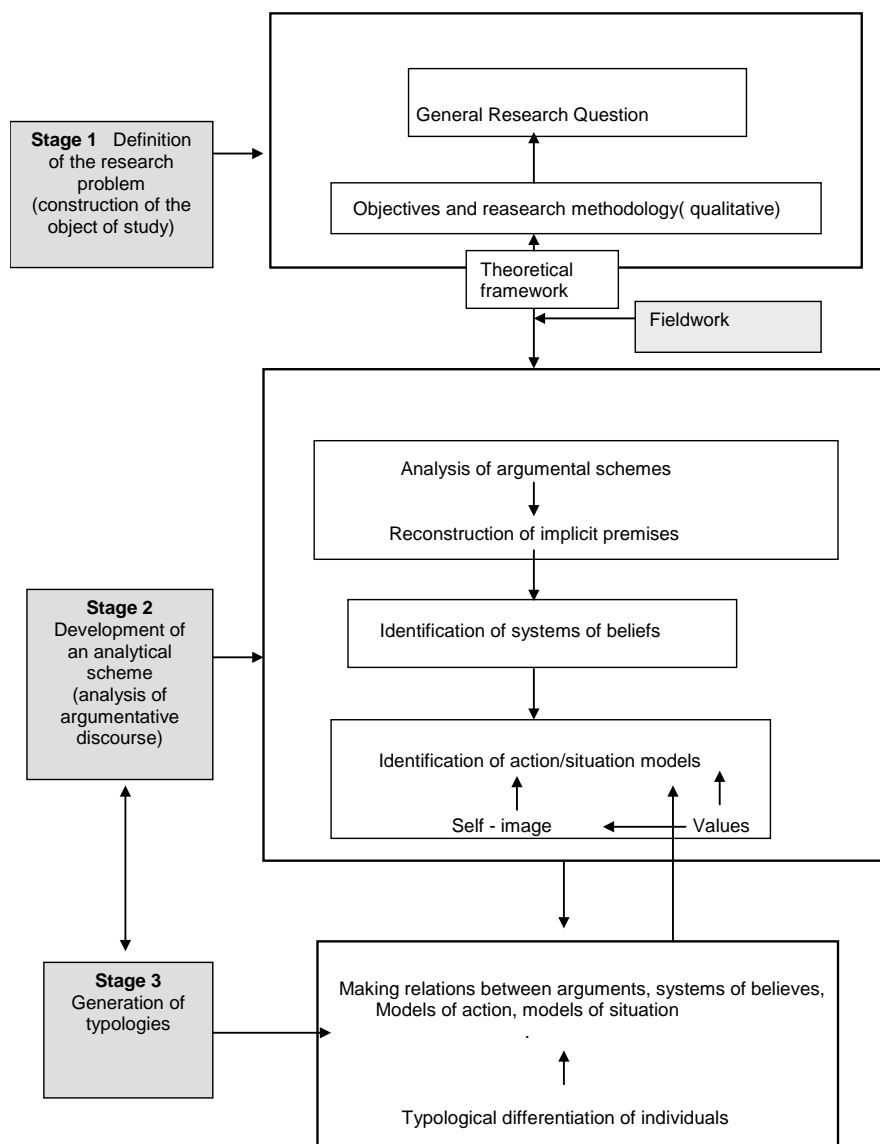 General Research Question
Stage 1 Definition
of the research
problem
(construction of the
object of study)
Objectives and reasearch methodology( qualitative)
Theoretical
framework
Fieldwork
Analysis of argumental schemes
Reconstruction of implicit premises
Stage 2
Development of
an analytical
scheme
(analysis of
argumentative
discourse)
Identification of systems of beliefs
Identification of action/situation models
Self - image
Values
Stage 3
Generation of
typologies
Making relations between arguments, systems of believes,
Models of action, models of situation
.
Typological differentiation of individuals